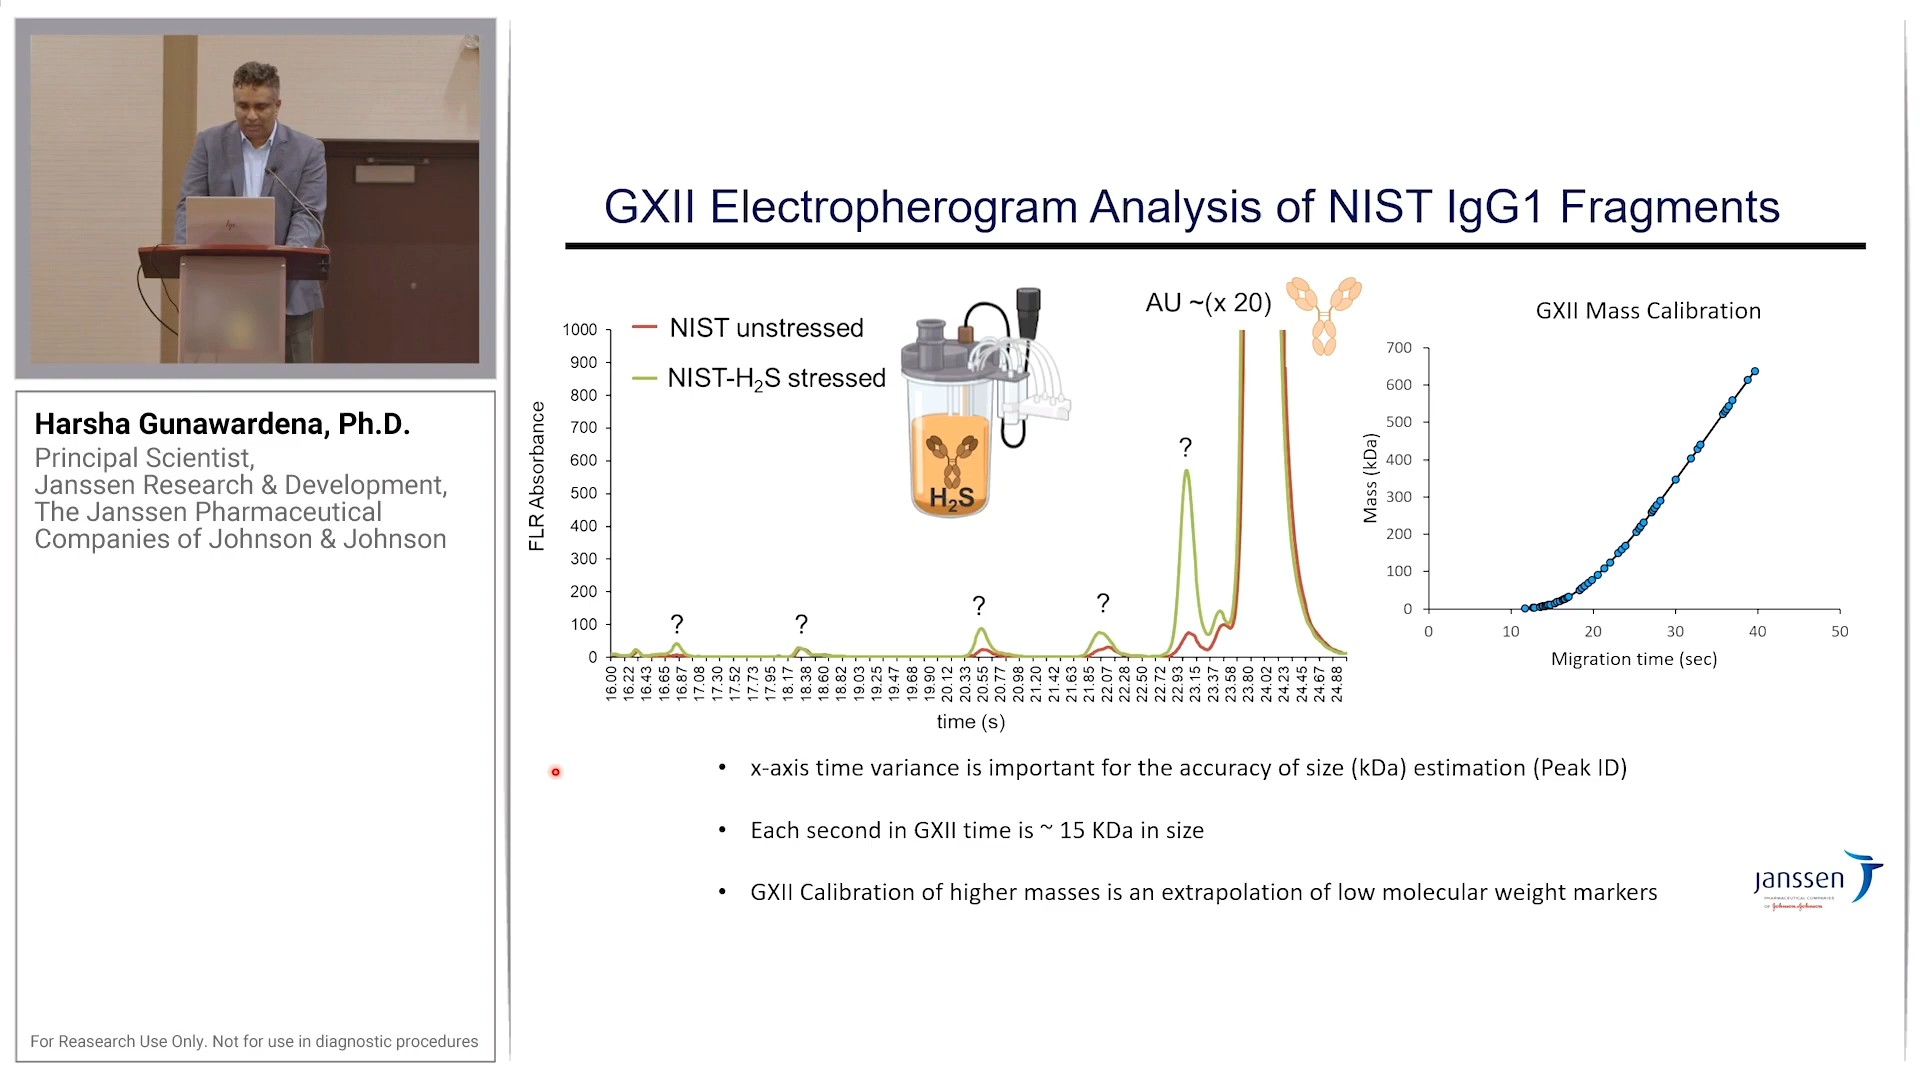 Harsha Gunawardena, Ph.D.
Principal Scientist,
Janssen Research & Development,
The Janssen Pharmaceutical
Companies of Johnson & Johnson
For Reasearch Use Only. Not for use in diagnostic procedures
GXII Electropherogram Analysis of NIST IgG1 Fragments
NIST unstressed
NIST-H₂S stressed
H₂S
AU ~(x 20)
FLR Absorbance
1000
900
800
700
600
500
400
300
200
100
0
?
?
?
?
?
16.00
16.22
16.43
16.65
16.87
17.08
17.30
17.52
17.73
17.95
18.17
18.38
18.60
18.82
19.03
19.25
19.47
19.68
19.90
20.12
20.33
20.55
20.77
20.98
21.20
21.42
21.63
21.85
22.07
22.28
22.50
22.72
22.93
23.15
23.37
23.58
23.80
24.02
24.23
24.45
24.67
24.88
time (s)
GXII Mass Calibration
Mass (kDa)
700
600
500
400
300
200
100
0
0 10 20 30 40 50
Migration time (sec)
• x-axis time variance is important for the accuracy of size (kDa) estimation (Peak ID)
• Each second in GXII time is ~ 15 KDa in size
• GXII Calibration of higher masses is an extrapolation of low molecular weight markers
janssen
PHARMACEUTICAL COMPANIES
OF Johnson & Johnson
hp